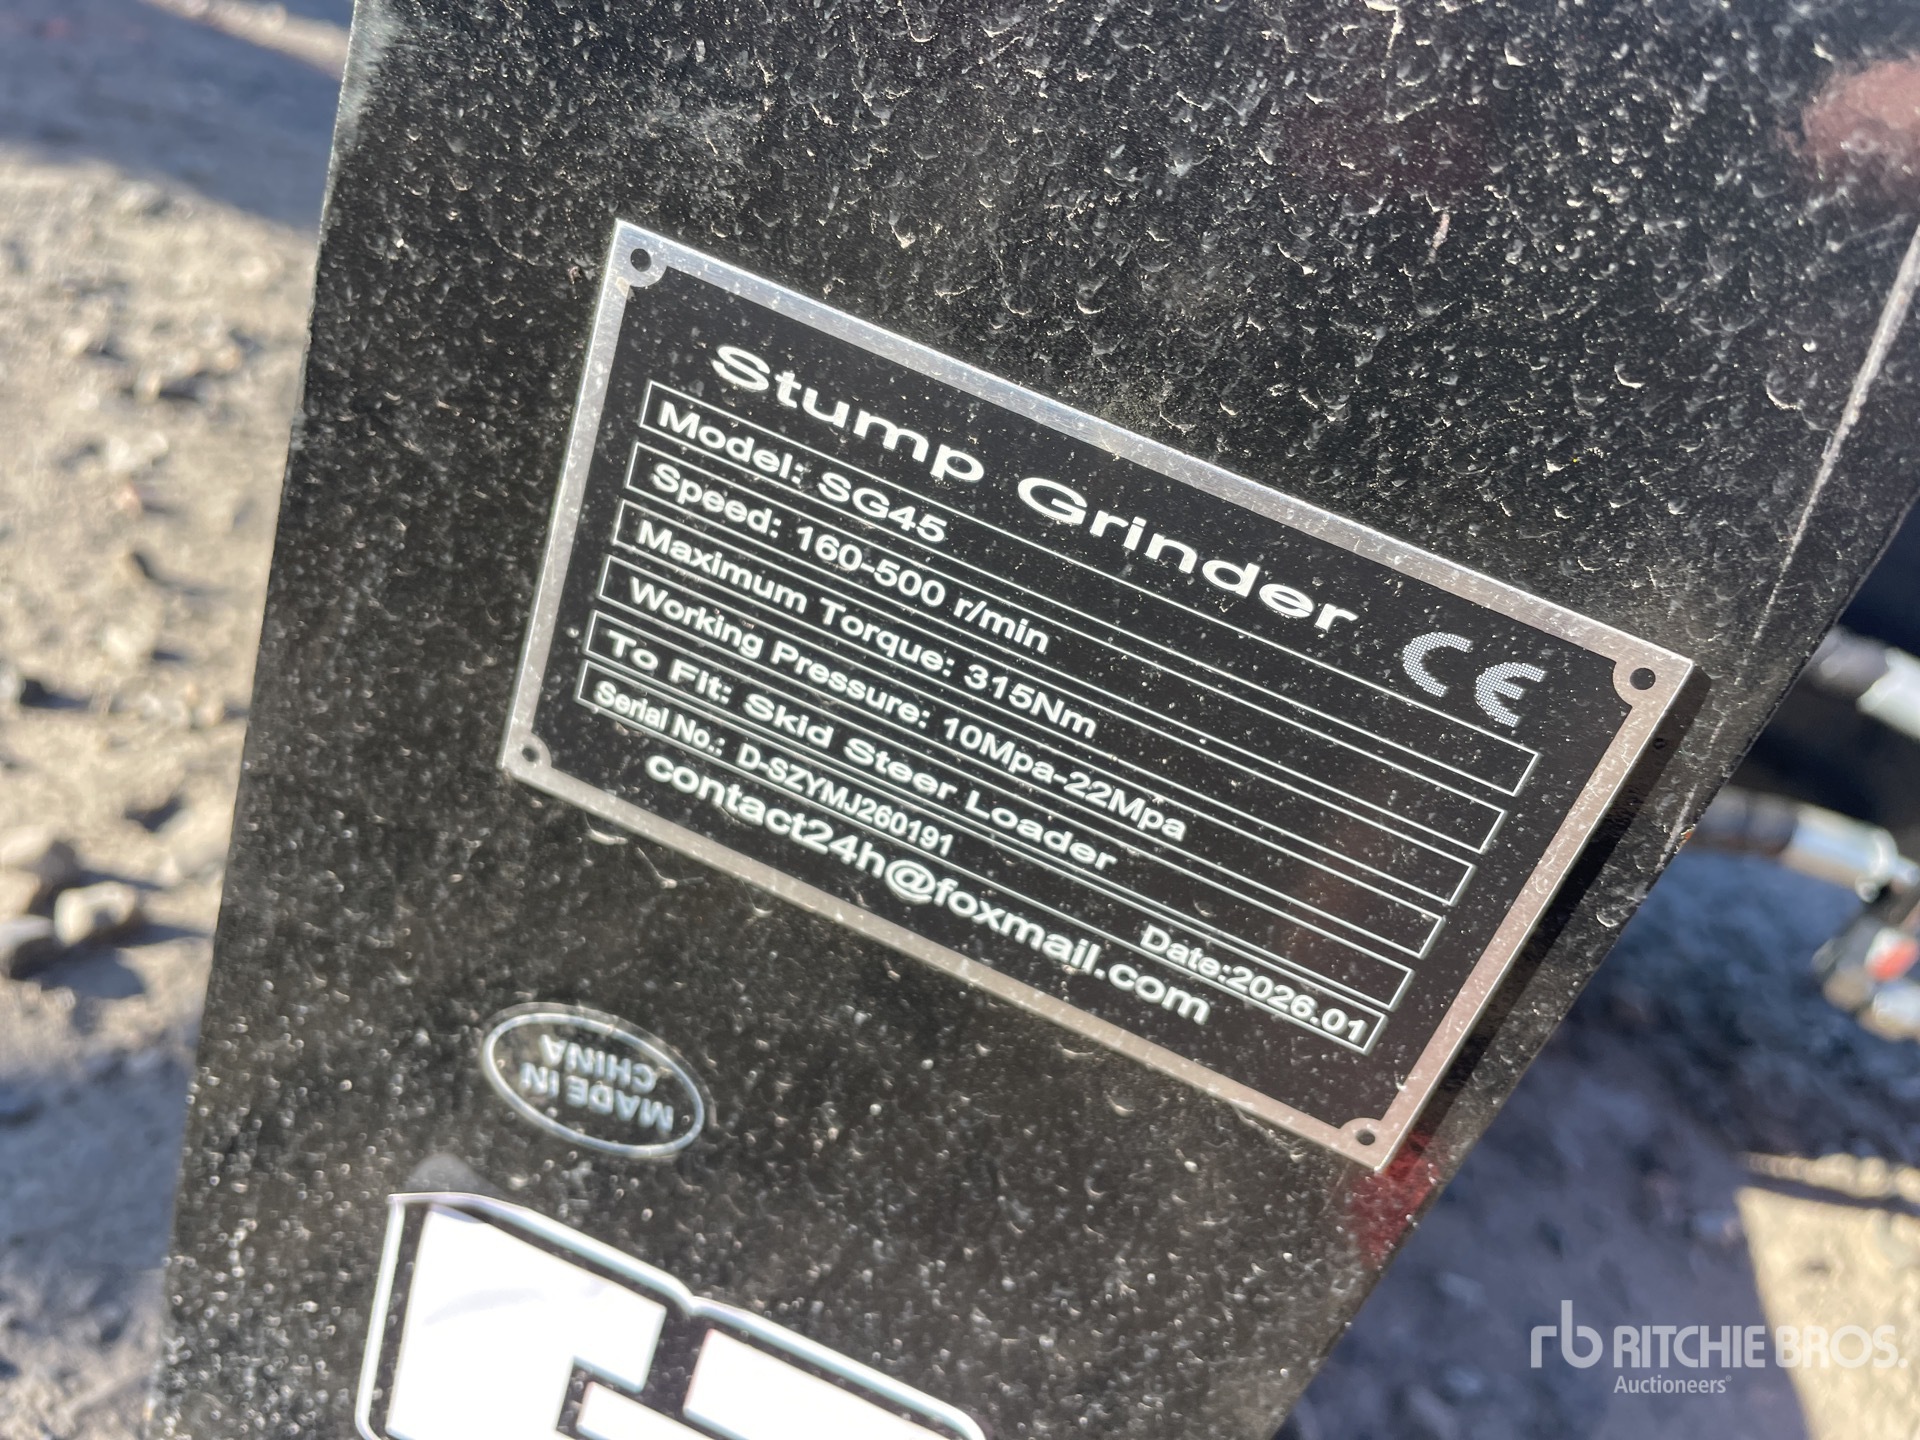 Stump Grinder
CE
Model: SG45
Speed: 160-500 r/min
Maximum Torque: 315Nm
Working Pressure: 10Mpa-22Mpa
To Fit: Skid Steer Loader
Serial No.: D-SZYMJ260191 Date:2026.01
contact24h@foxmail.com
MADE IN
CHINA
rb RITCHIE BROS.
Auctioneers